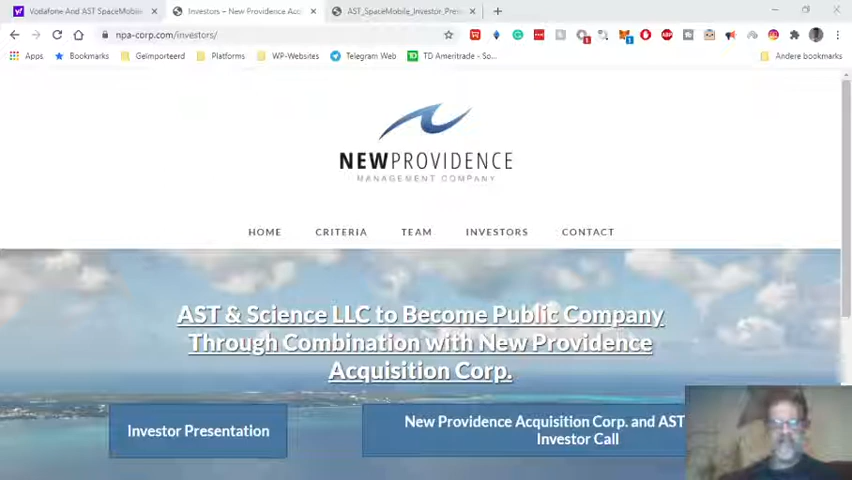 Vodafone And AST SpaceMobile
Investors – New Providence Acq
AST_SpaceMobile_Investor_Pres
npa-corp.com/investors/
Apps
Bookmarks
Geïmporteerd
Platforms
WP-Websites
Telegram Web
TD Ameritrade - So...
Andere bookmarks
NEWPROVIDENCE
MANAGEMENT COMPANY
HOME
CRITERIA
TEAM
INVESTORS
CONTACT
AST & Science LLC to Become Public Company
Through Combination with New Providence
Acquisition Corp.
Investor Presentation
New Providence Acquisition Corp. and AST
Investor Call